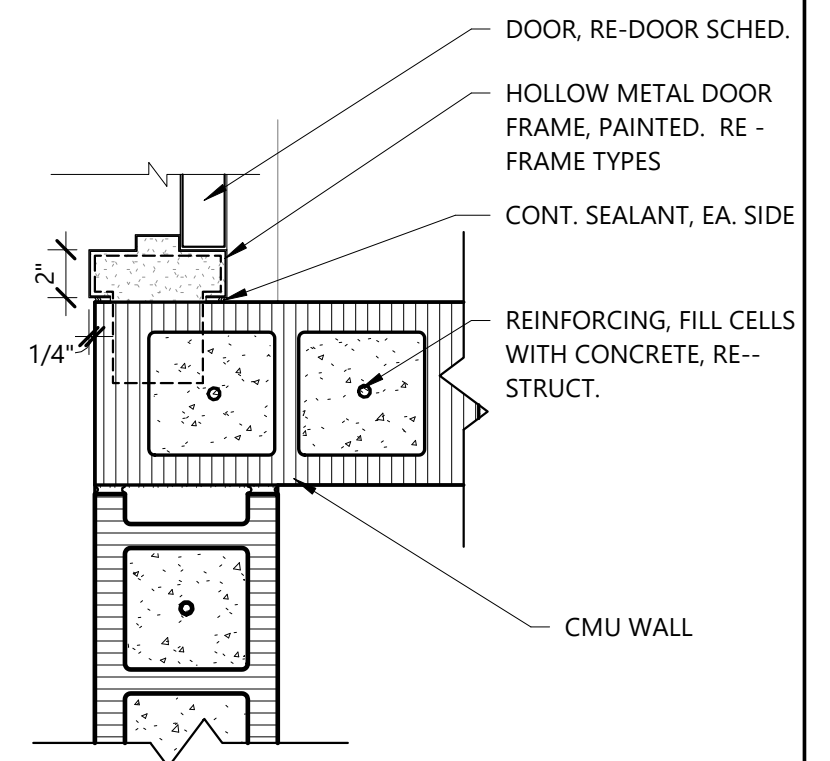 DOOR, RE-DOOR SCHED.
HOLLOW METAL DOOR
FRAME, PAINTED.  RE -
FRAME TYPES
CONT. SEALANT, EA. SIDE
2"
1/4"
REINFORCING, FILL CELLS
WITH CONCRETE, RE--
STRUCT.
CMU WALL